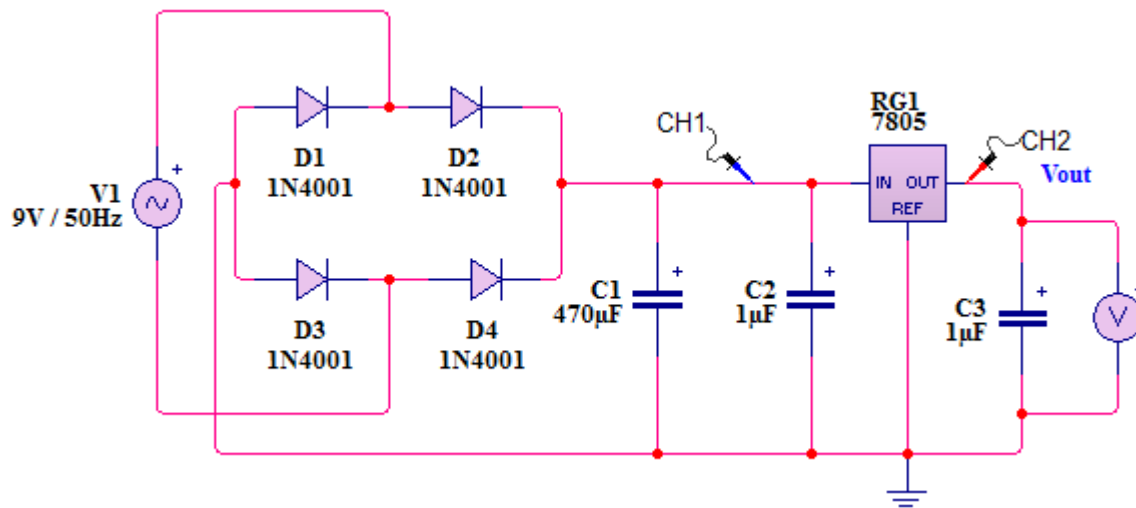 V1
9V / 50Hz
+
D1
1N4001
D2
1N4001
D3
1N4001
D4
1N4001
C1
470µF
+
CH1
C2
1µF
+
RG1
7805
IN OUT
REF
CH2
Vout
C3
1µF
+
V
+